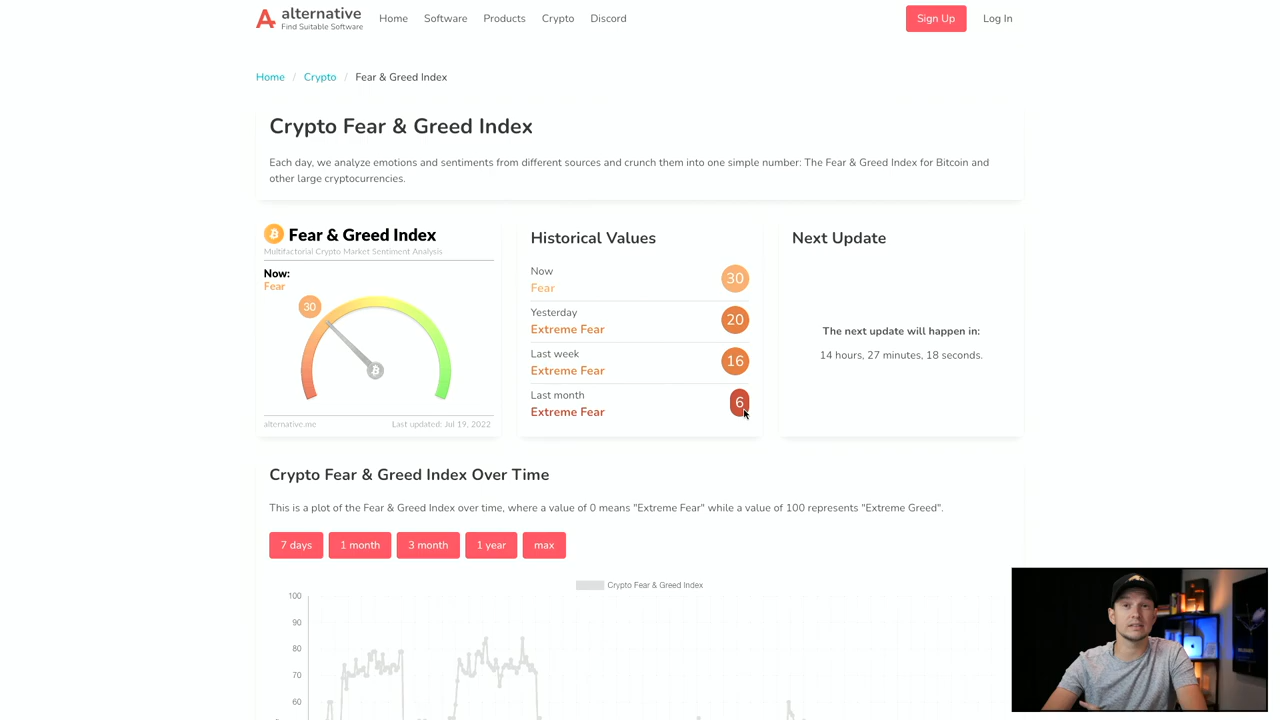 alternative
Find Suitable Software
Home
Software
Products
Crypto
Discord
Sign Up
Log In
Home / Crypto / Fear & Greed Index
Crypto Fear & Greed Index
Each day, we analyze emotions and sentiments from different sources and crunch them into one simple number: The Fear & Greed Index for Bitcoin and
other large cryptocurrencies.
Fear & Greed Index
Multifactorial Crypto Market Sentiment Analysis
Now:
Fear
30
alternative.me
Last updated: Jul 19, 2022
Historical Values
Now
Fear
30
Yesterday
Extreme Fear
20
Last week
Extreme Fear
16
Last month
Extreme Fear
6
Next Update
The next update will happen in:
14 hours, 27 minutes, 18 seconds.
Crypto Fear & Greed Index Over Time
This is a plot of the Fear & Greed Index over time, where a value of 0 means "Extreme Fear" while a value of 100 represents "Extreme Greed".
7 days
1 month
3 month
1 year
max
Crypto Fear & Greed Index
100
90
80
70
60